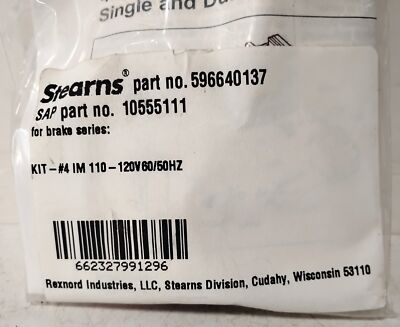 Single and Du
Stearns® part no. 596640137
SAP part no. 10555111
for brake series:
KIT - #4 IM 110-120V60/50HZ
662327991296
Rexnord Industries, LLC, Stearns Division, Cudahy, Wisconsin 53110